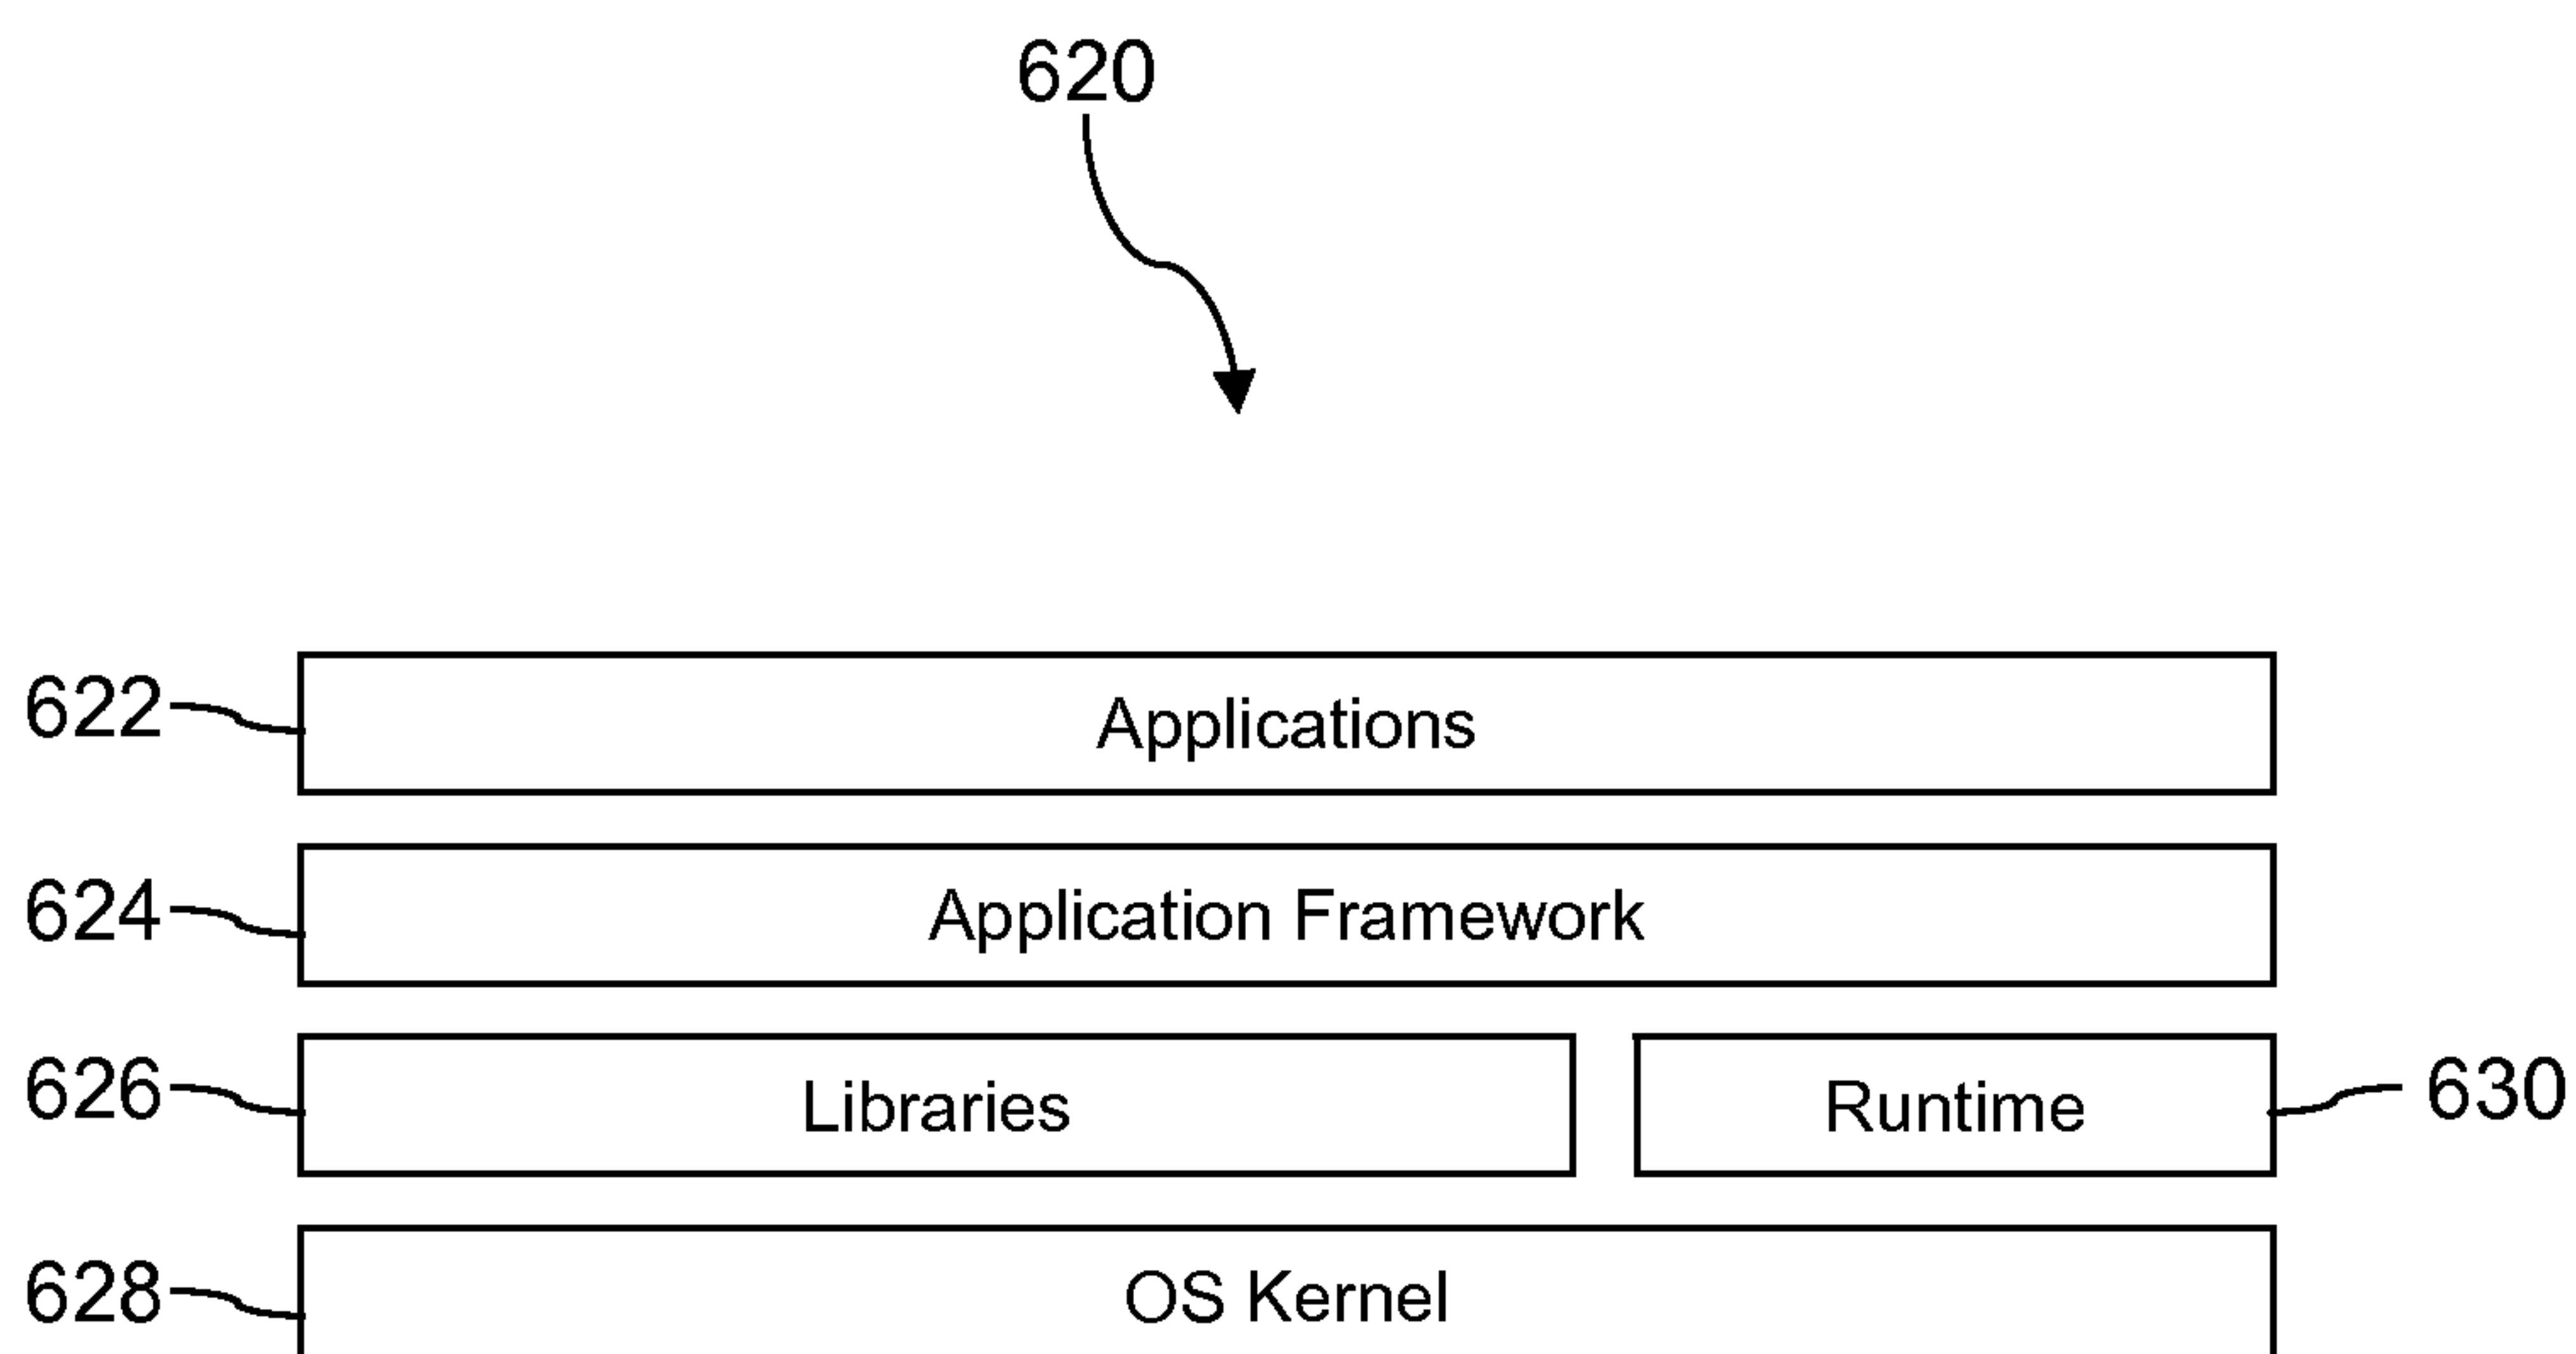 620
622 Applications
624 Application Framework
626 Libraries Runtime 630
628 OS Kernel